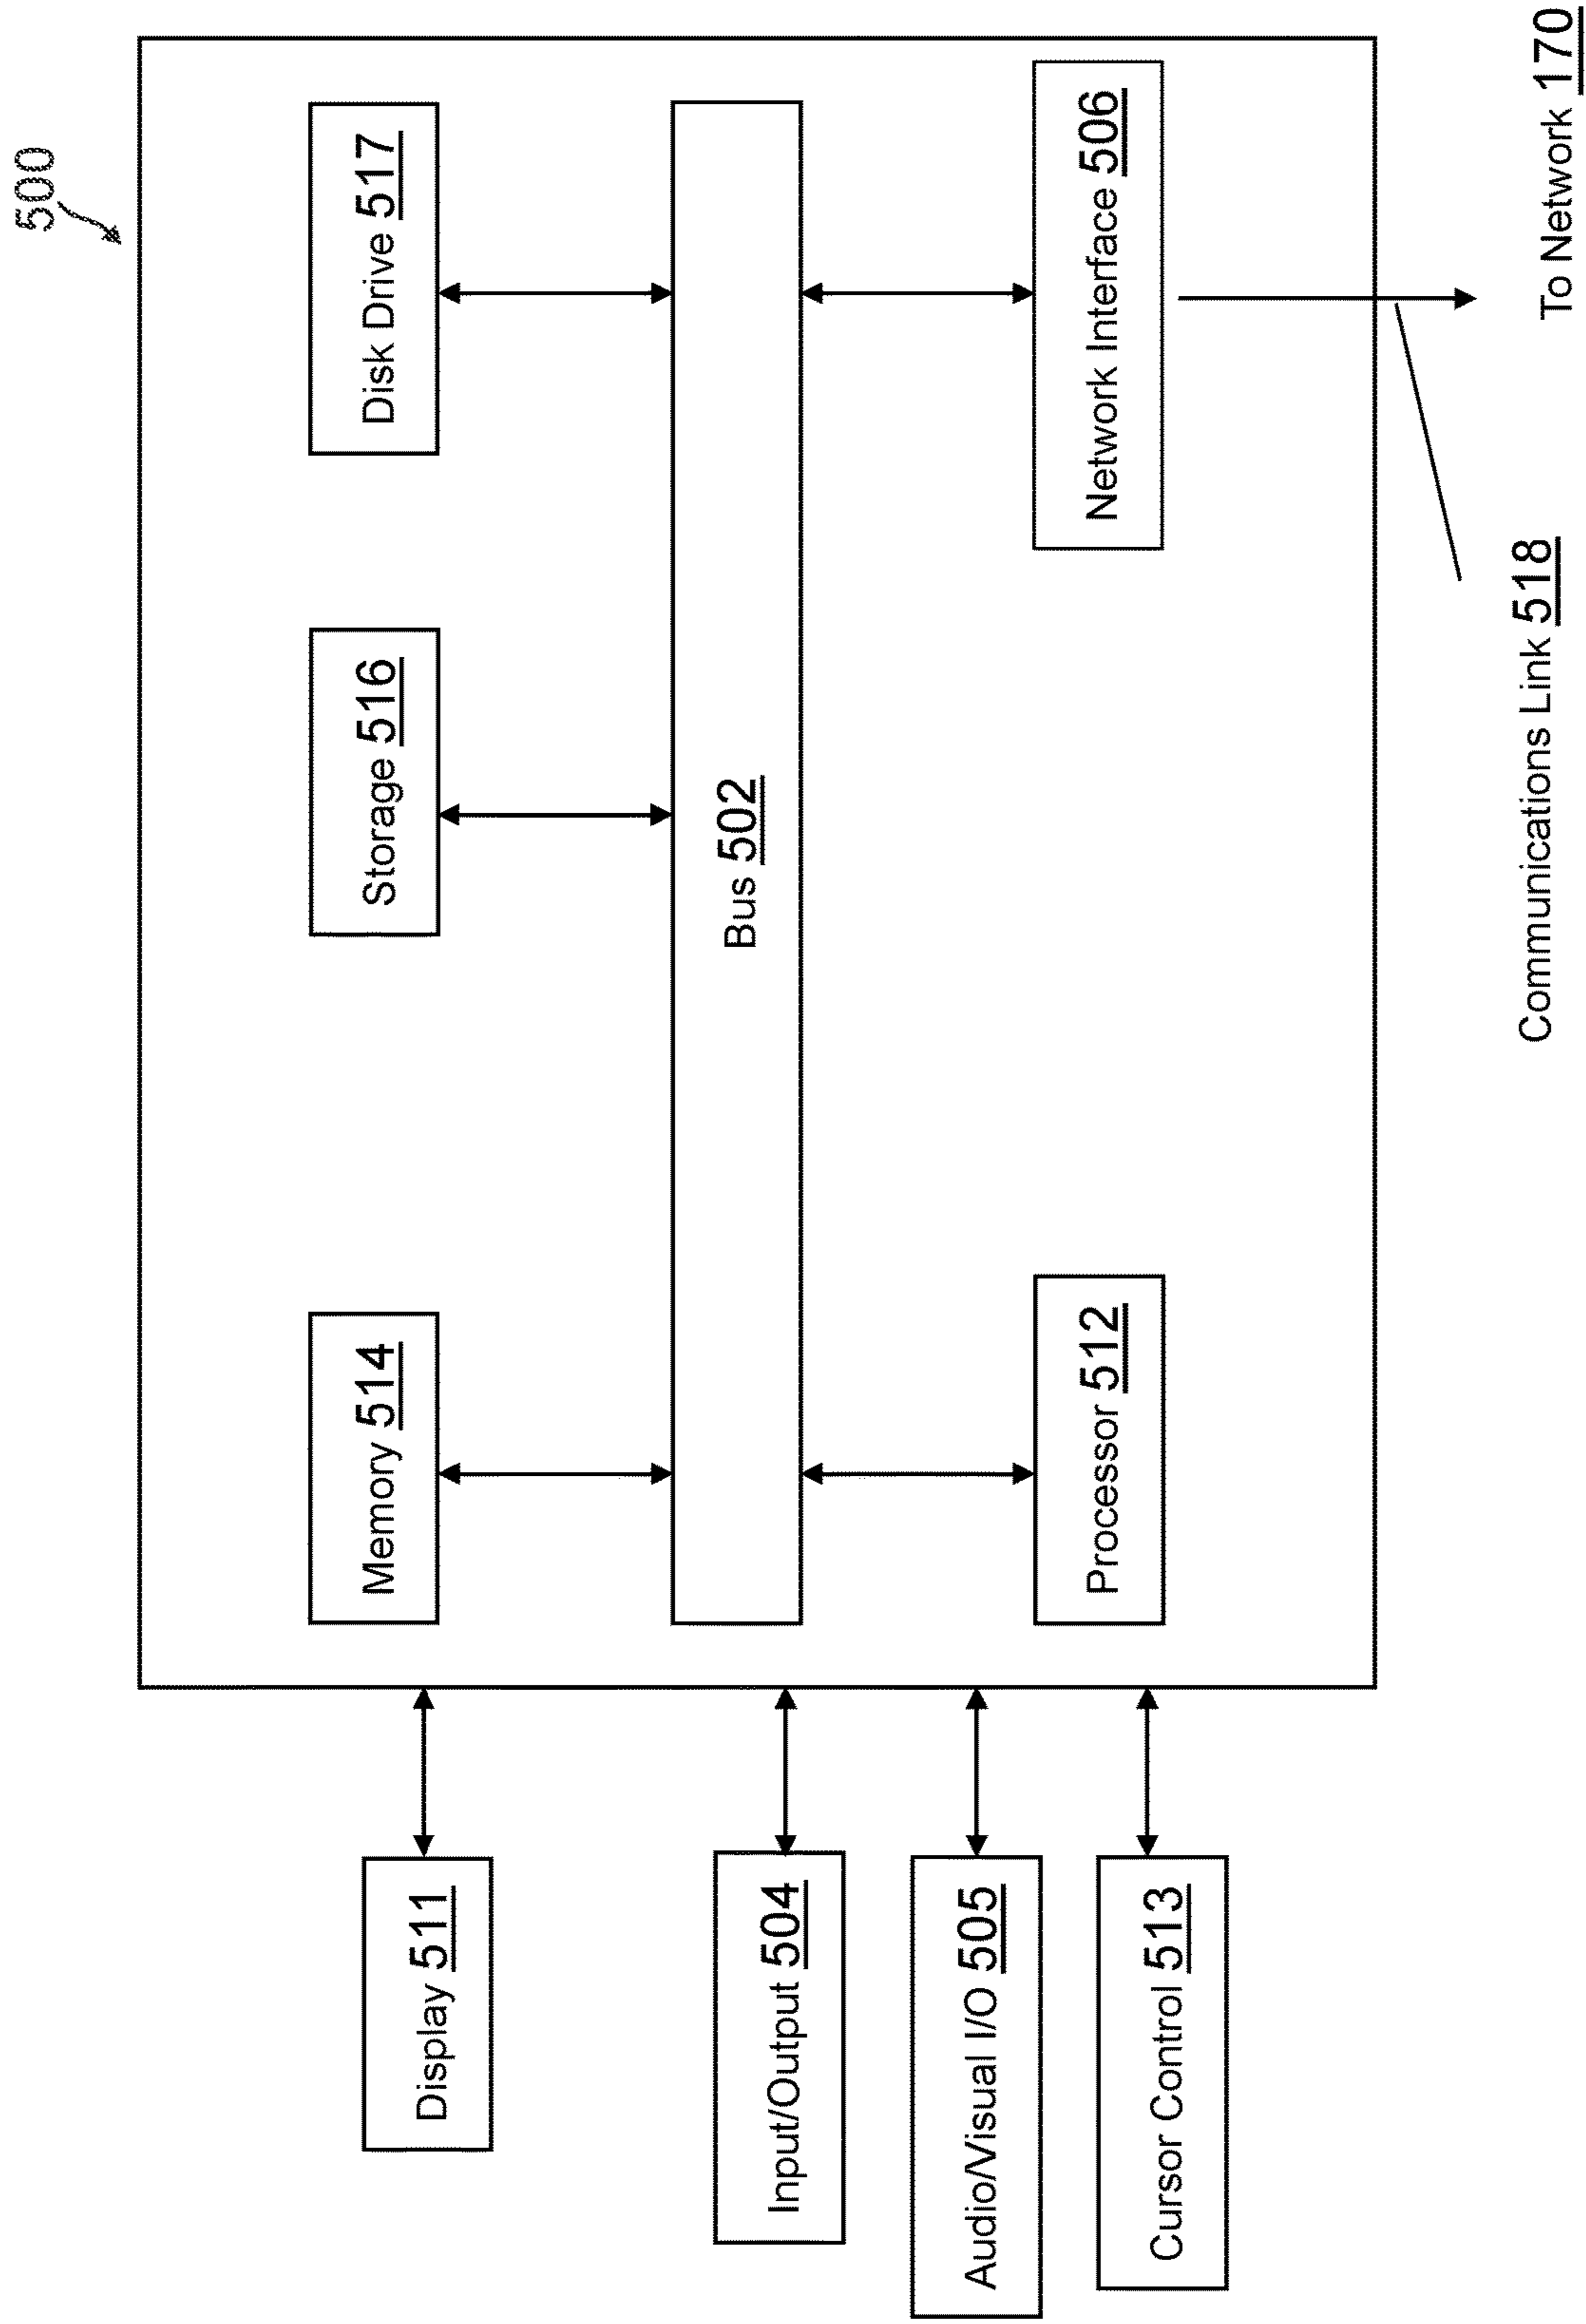 500
Display 511
Memory 514
Storage 516
Disk Drive 517
Input/Output 504
Bus 502
Audio/Visual I/O 505
Cursor Control 513
Processor 512
Network Interface 506
Communications Link 518
To Network 170